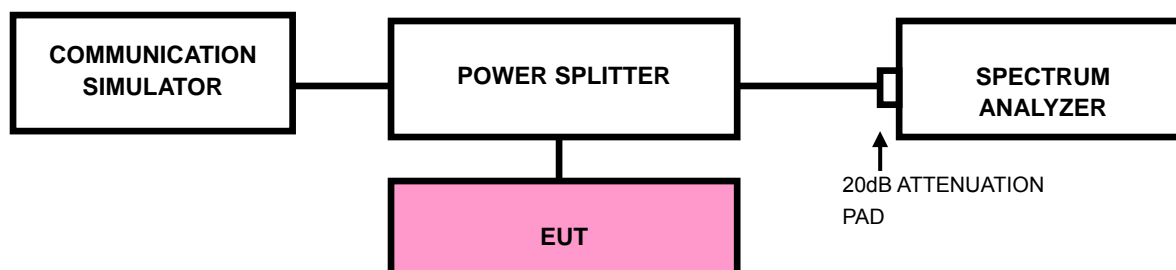 COMMUNICATION
SIMULATOR
POWER SPLITTER
SPECTRUM
ANALYZER
20dB ATTENUATION
PAD
EUT